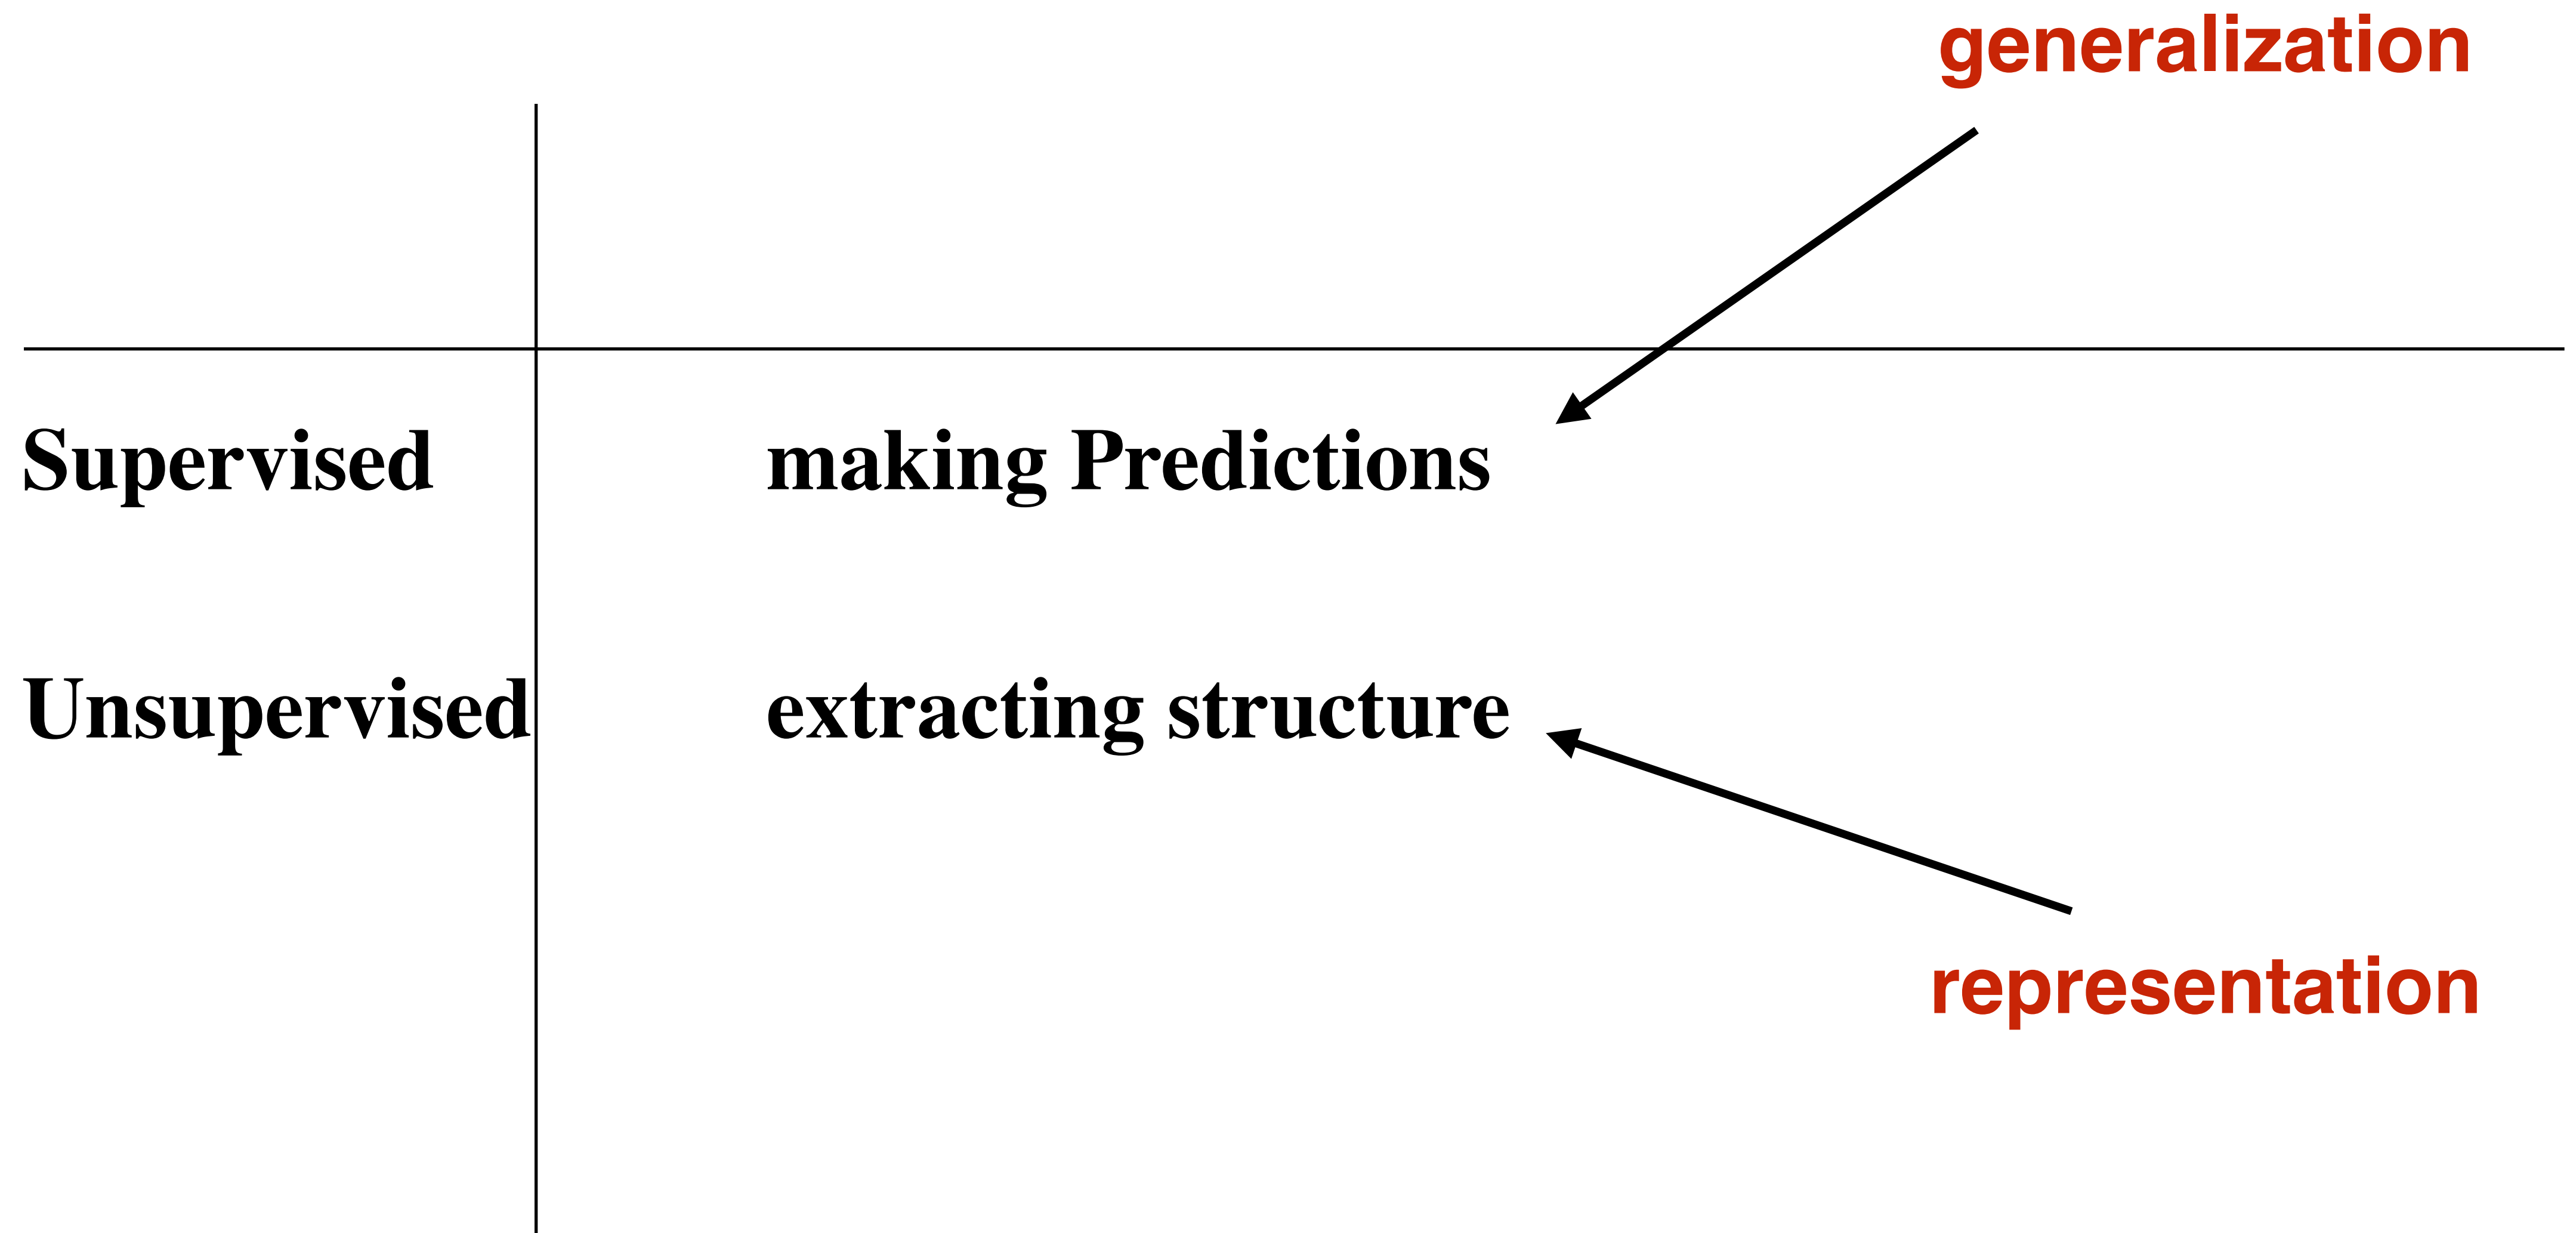 generalization
Supervised making Predictions
Unsupervised extracting structure
representation